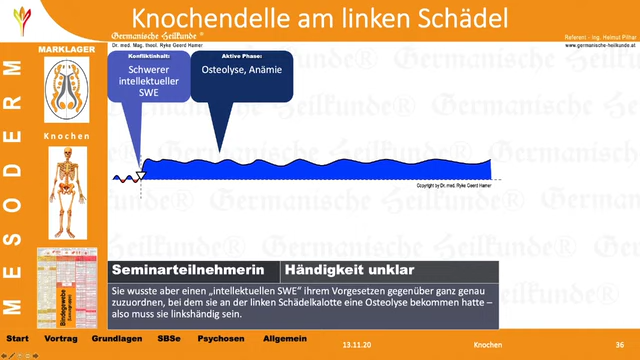 Knochendelle am linken Schädel
Germanische Heilkunde®
Dr. med. Mag. theol. Ryke Geerd Hamer
Referent - Ing. Helmut Pilhar
www.germanische-heilkunde.at
MARKLAGER
Knochen
MESODERM
Konfliktinhalt:
Schwerer
intellektueller
SWE
Aktive Phase:
Osteolyse, Anämie
Copyright by Dr. med. Ryke Geerd Hamer
Bindegewebe
Seminarteilnehmerin
Händigkeit unklar
Sie wusste aber einen „intellektuellen SWE" ihrem Vorgesetzen gegenüber ganz genau
zuzuordnen, bei dem sie an der linken Schädelkalotte eine Osteolyse bekommen hatte –
also muss sie linkshändig sein.
Start Vortrag Grundlagen SBSe Psychosen Allgemein
13.11.20
Knochen
36